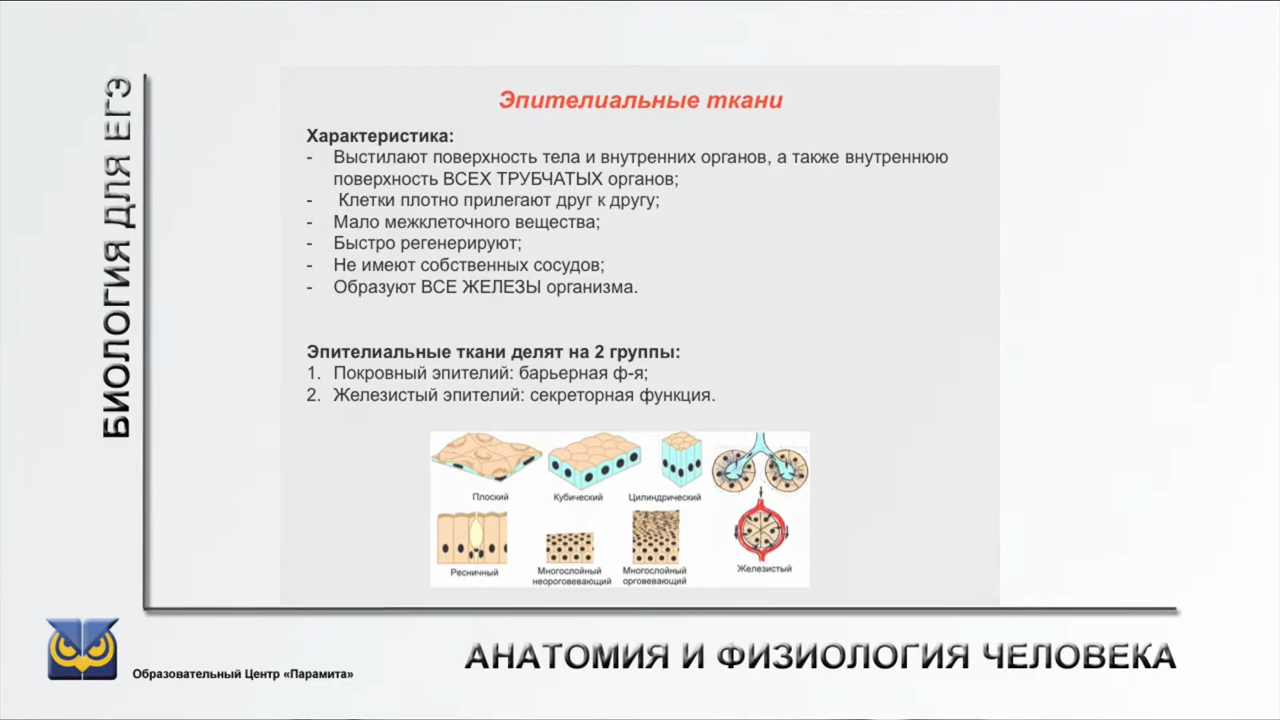 БИОЛОГИЯ ДЛЯ ЕГЭ
Эпителиальные ткани
Характеристика:
- Выстилают поверхность тела и внутренних органов, а также внутреннюю
поверхность ВСЕХ ТРУБЧАТЫХ органов;
- Клетки плотно прилегают друг к другу;
- Мало межклеточного вещества;
- Быстро регенерируют;
- Не имеют собственных сосудов;
- Образуют ВСЕ ЖЕЛЕЗЫ организма.
Эпителиальные ткани делят на 2 группы:
1. Покровный эпителий: барьерная ф-я;
2. Железистый эпителий: секреторная функция.
Плоский
Кубический
Цилиндрический
Ресничный
Многослойный
неороговевающий
Многослойный
орговевающий
Железистый
Образовательный Центр «Парамита»
АНАТОМИЯ И ФИЗИОЛОГИЯ ЧЕЛОВЕКА